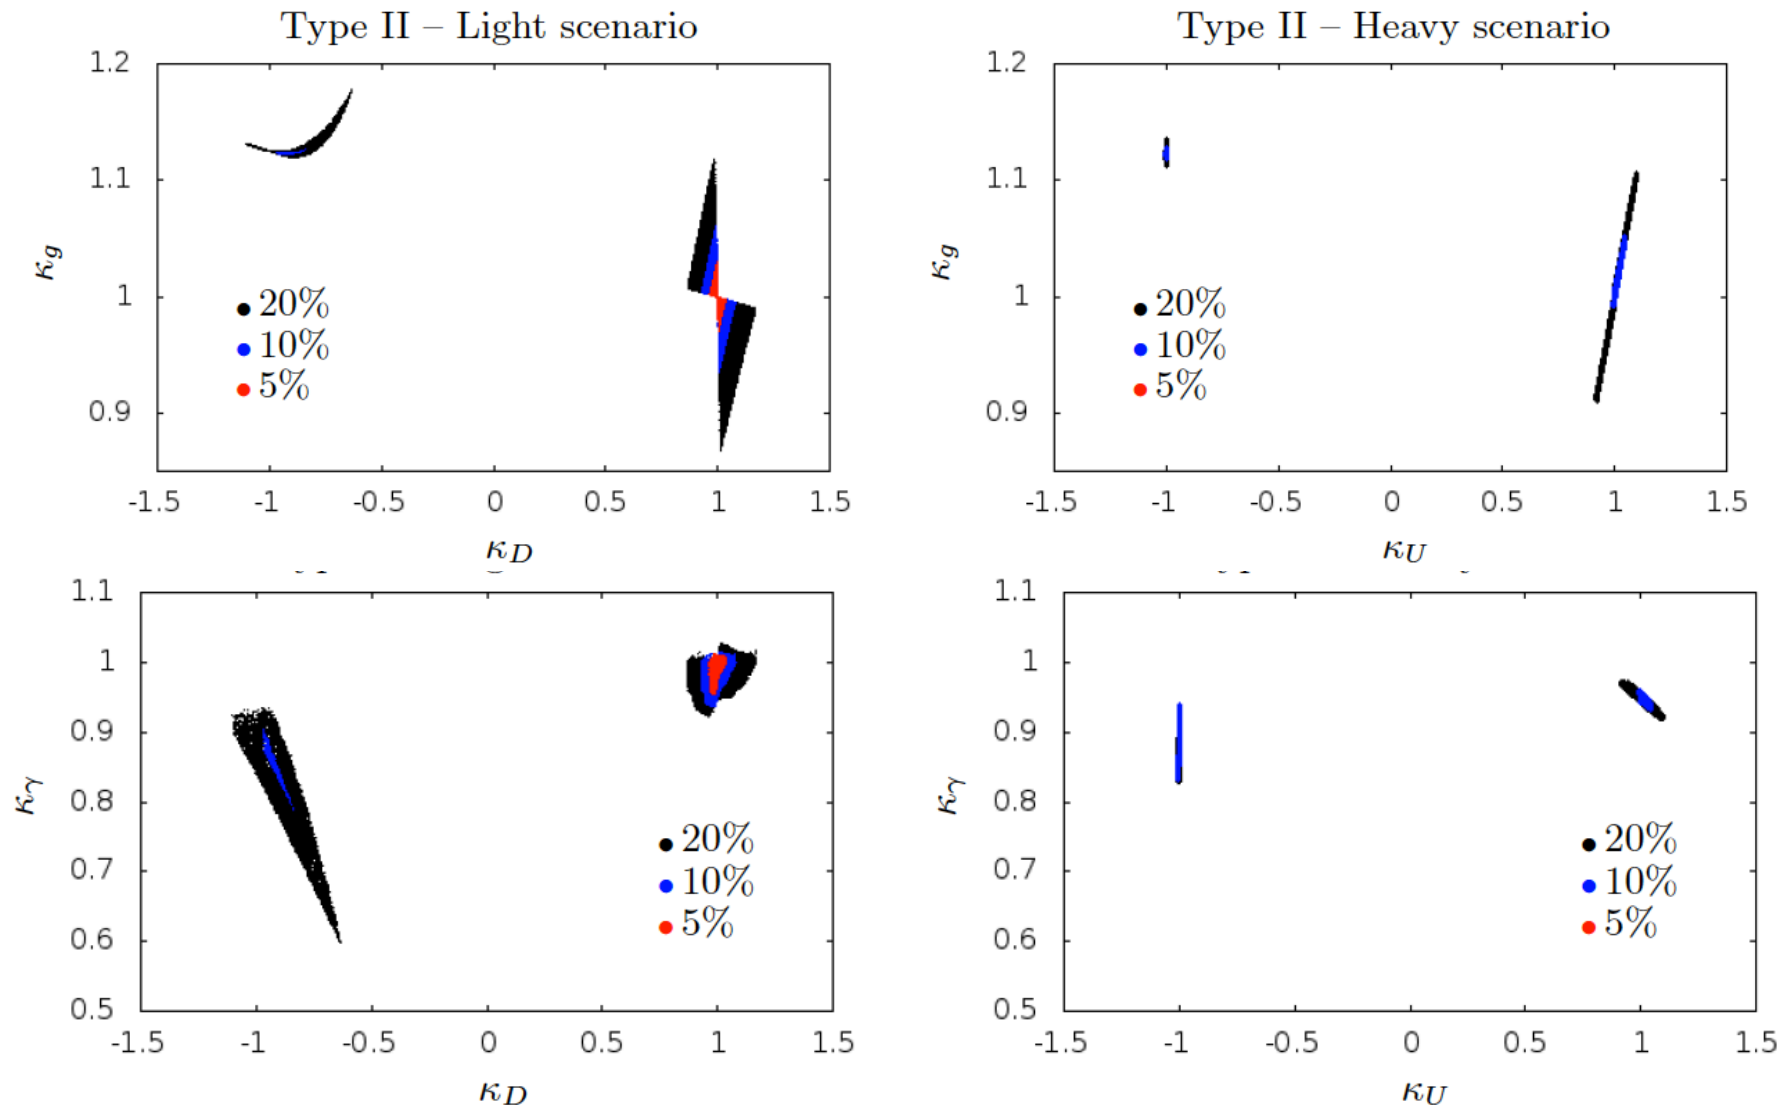 Type II – Light scenario
1.2
1.1
1
0.9
κg
● 20%
● 10%
● 5%
-1.5 -1 -0.5 0 0.5 1 1.5
κD
Type II – Heavy scenario
1.2
1.1
1
0.9
κg
● 20%
● 10%
● 5%
-1.5 -1 -0.5 0 0.5 1 1.5
κU
1.1
1
0.9
0.8
0.7
0.6
0.5
κγ
● 20%
● 10%
● 5%
-1.5 -1 -0.5 0 0.5 1 1.5
κD
1.1
1
0.9
0.8
0.7
0.6
0.5
κγ
● 20%
● 10%
● 5%
-1.5 -1 -0.5 0 0.5 1 1.5
κU